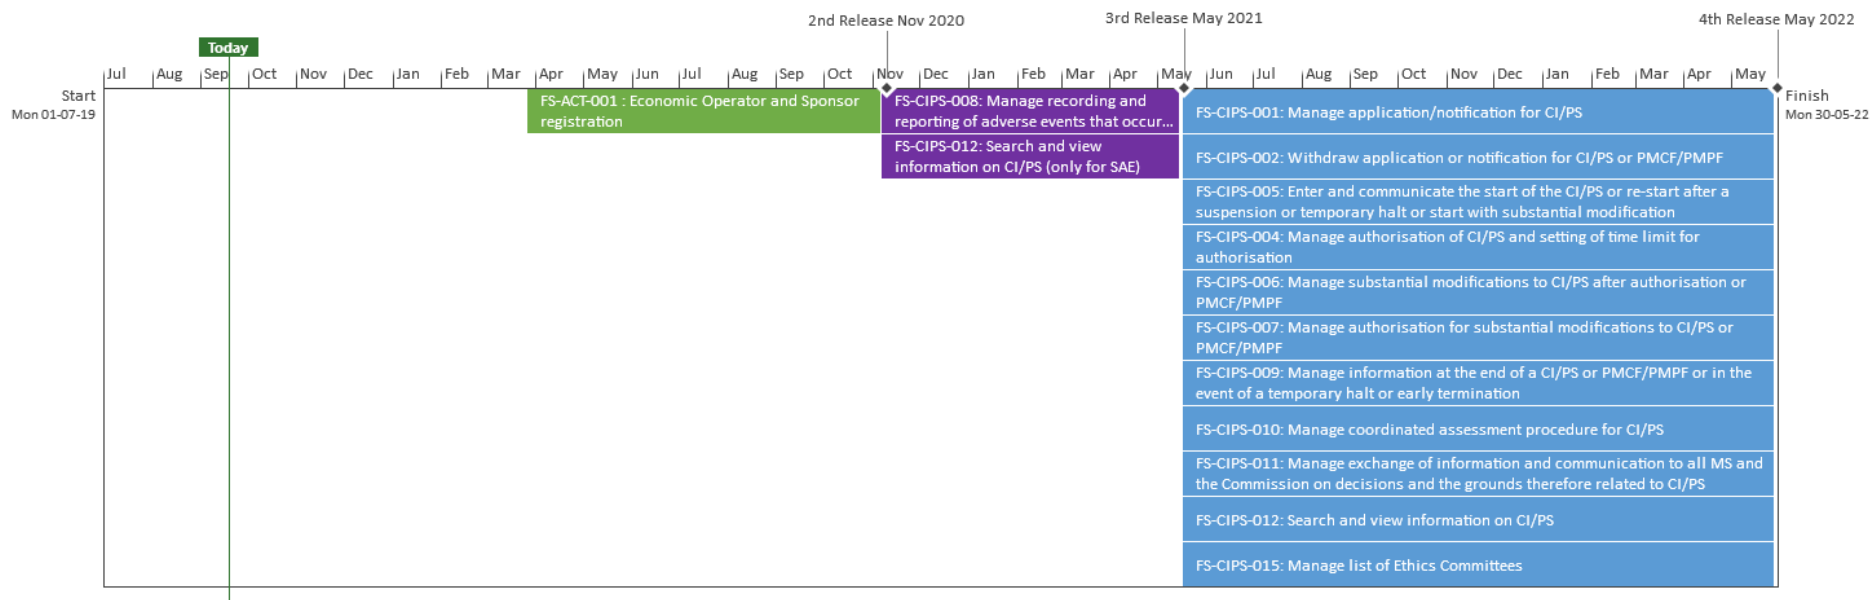 2nd Release Nov 2020
3rd Release May 2021
4th Release May 2022
Today
Jul Aug Sep Oct Nov Dec Jan Feb Mar Apr May Jun Jul Aug Sep Oct Nov Dec Jan Feb Mar Apr May Jun Jul Aug Sep Oct Nov Dec Jan Feb Mar Apr May
Start
Mon 01-07-19
Finish
Mon 30-05-22
FS-ACT-001 : Economic Operator and Sponsor
registration
FS-CIPS-008: Manage recording and
reporting of adverse events that occur...
FS-CIPS-012: Search and view
information on CI/PS (only for SAE)
FS-CIPS-001: Manage application/notification for CI/PS
FS-CIPS-002: Withdraw application or notification for CI/PS or PMCF/PMPF
FS-CIPS-005: Enter and communicate the start of the CI/PS or re-start after a
suspension or temporary halt or start with substantial modification
FS-CIPS-004: Manage authorisation of CI/PS and setting of time limit for
authorisation
FS-CIPS-006: Manage substantial modifications to CI/PS after authorisation or
PMCF/PMPF
FS-CIPS-007: Manage authorisation for substantial modifications to CI/PS or
PMCF/PMPF
FS-CIPS-009: Manage information at the end of a CI/PS or PMCF/PMPF or in the
event of a temporary halt or early termination
FS-CIPS-010: Manage coordinated assessment procedure for CI/PS
FS-CIPS-011: Manage exchange of information and communication to all MS and
the Commission on decisions and the grounds therefore related to CI/PS
FS-CIPS-012: Search and view information on CI/PS
FS-CIPS-015: Manage list of Ethics Committees